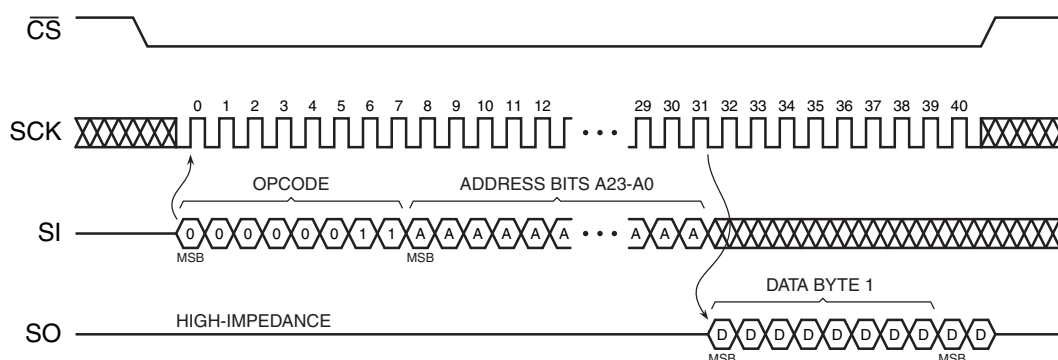 CS
0 1 2 3 4 5 6 7 8 9 10 11 12 29 30 31 32 33 34 35 36 37 38 39 40
SCK
OPCODE ADDRESS BITS A23-A0
SI 0 0 0 0 0 0 1 1 A A A A A A A A A
MSB MSB
DATA BYTE 1
HIGH-IMPEDANCE
SO D D D D D D D D D D
MSB MSB